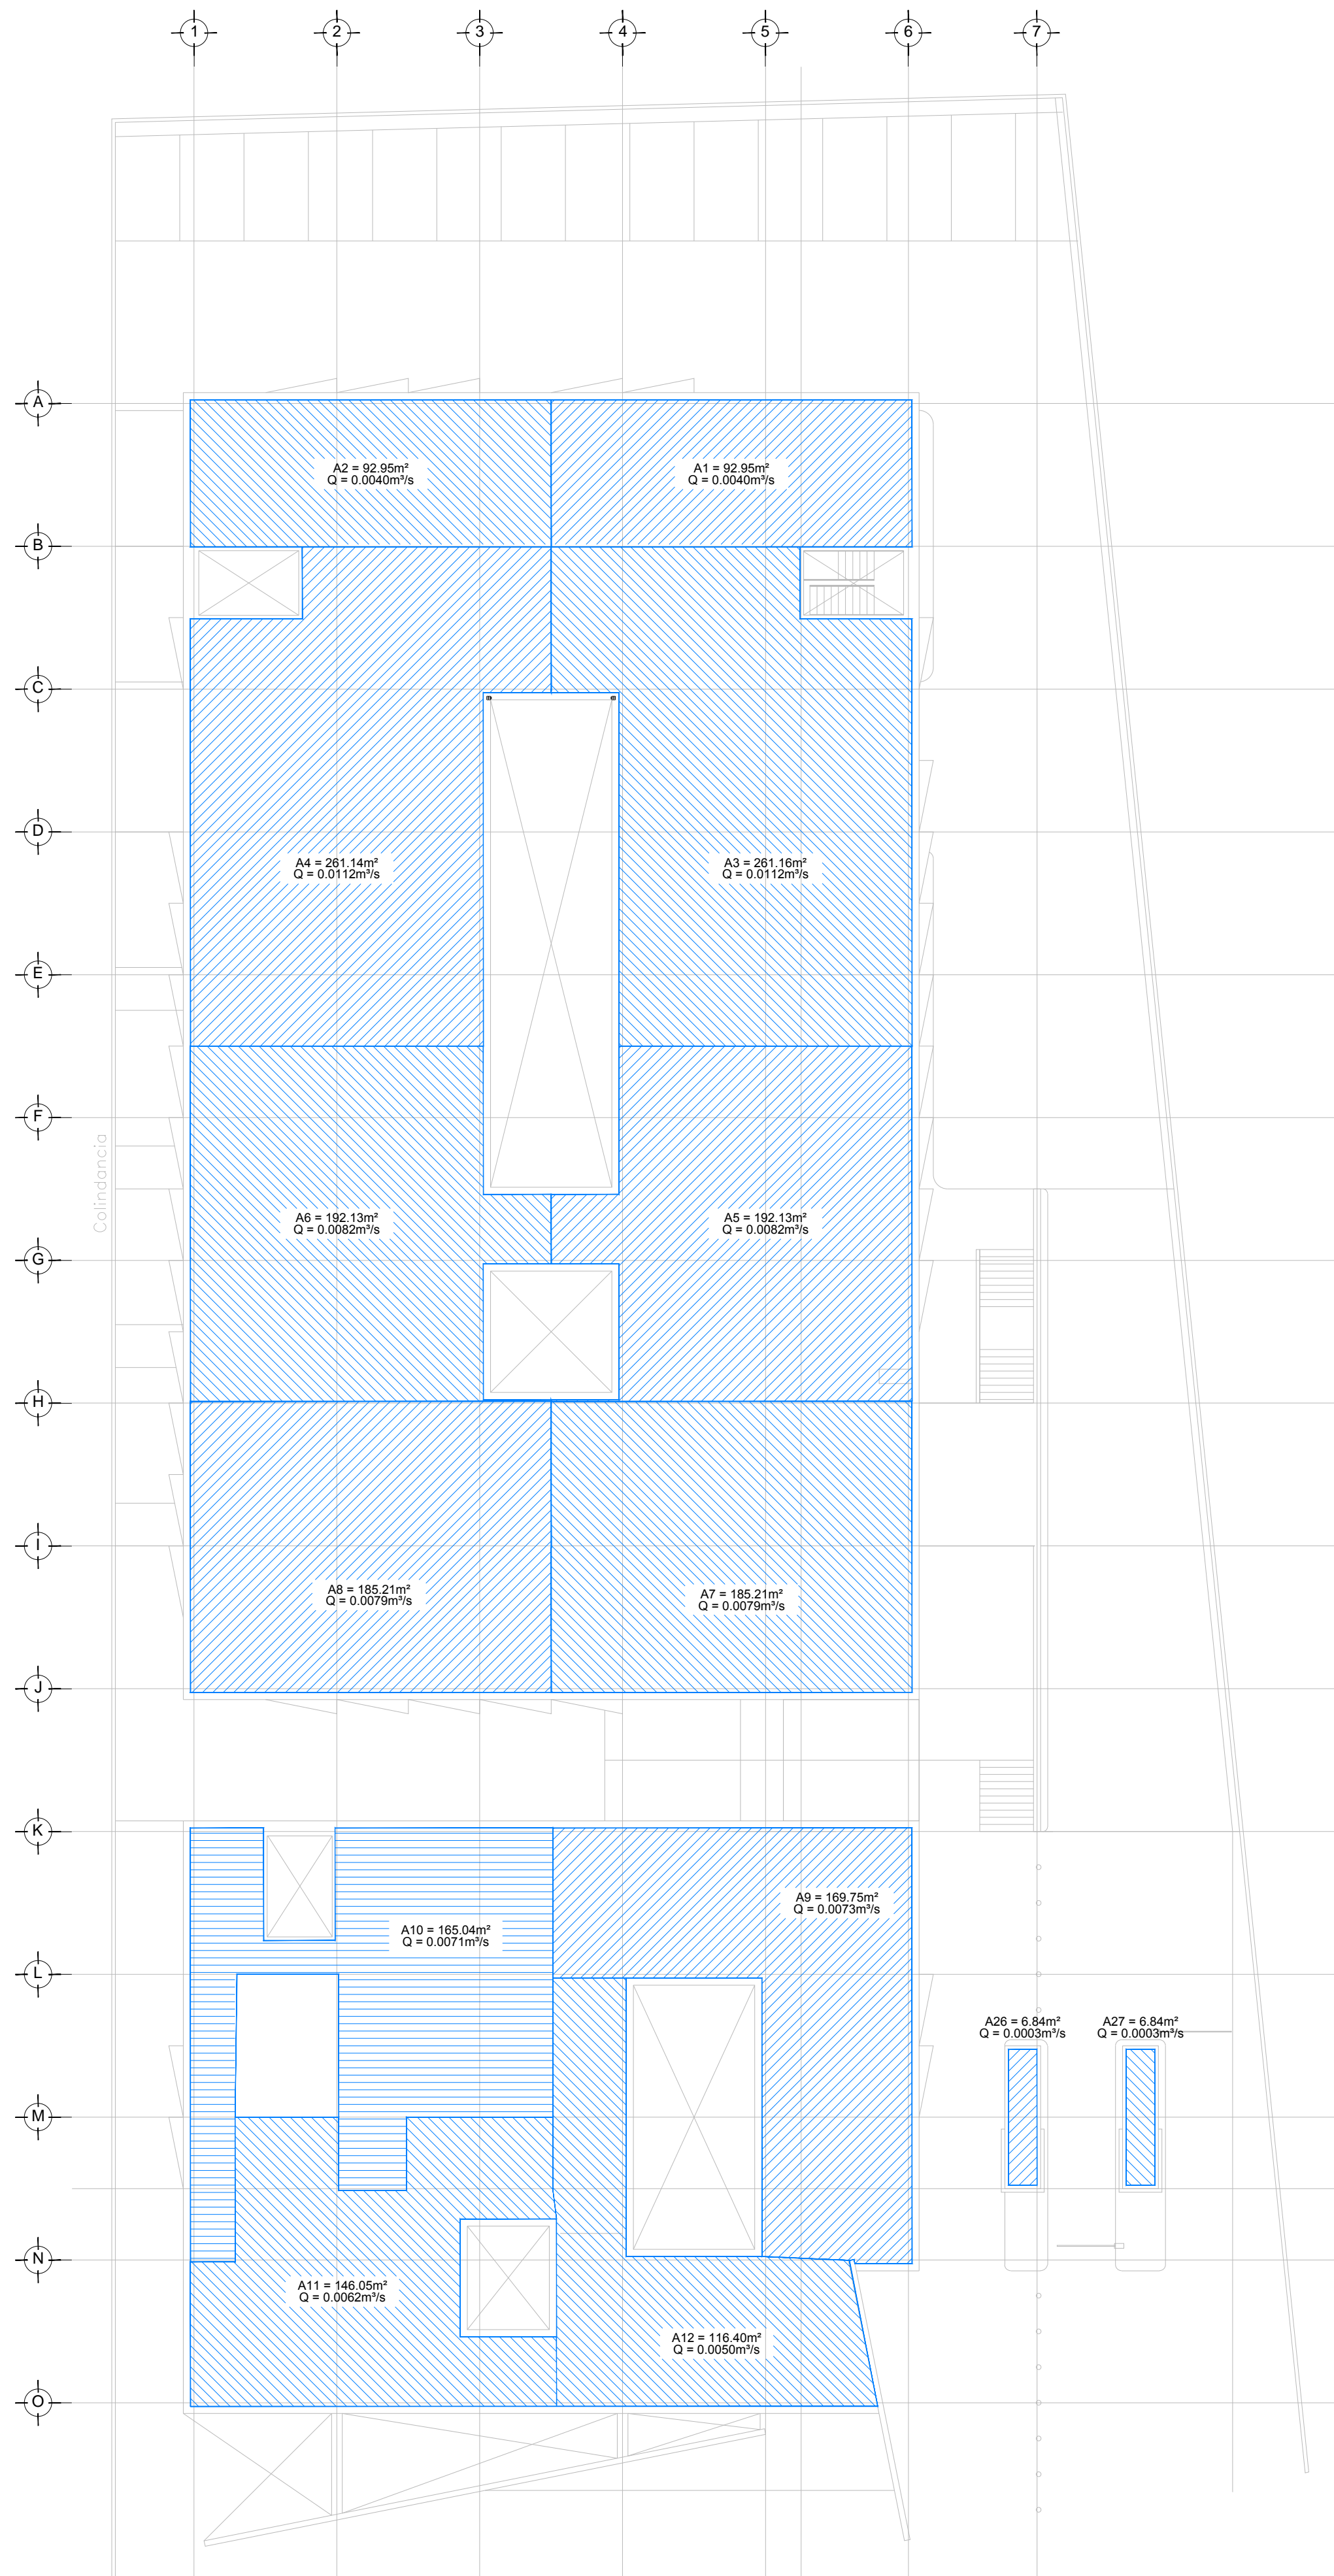 1 2 3 4 5 6 7
A
A2 = 92.95m²
Q = 0.0040m³/s
A1 = 92.95m²
Q = 0.0040m³/s
B
C
D
A4 = 261.14m²
Q = 0.0112m³/s
A3 = 261.16m²
Q = 0.0112m³/s
E
F
Colindancia
A6 = 192.13m²
Q = 0.0082m³/s
A5 = 192.13m²
Q = 0.0082m³/s
G
H
I
A8 = 185.21m²
Q = 0.0079m³/s
A7 = 185.21m²
Q = 0.0079m³/s
J
K
A9 = 169.75m²
Q = 0.0073m³/s
A10 = 165.04m²
Q = 0.0071m³/s
L
A26 = 6.84m²
Q = 0.0003m³/s
A27 = 6.84m²
Q = 0.0003m³/s
M
N
A11 = 146.05m²
Q = 0.0062m³/s
A12 = 116.40m²
Q = 0.0050m³/s
O